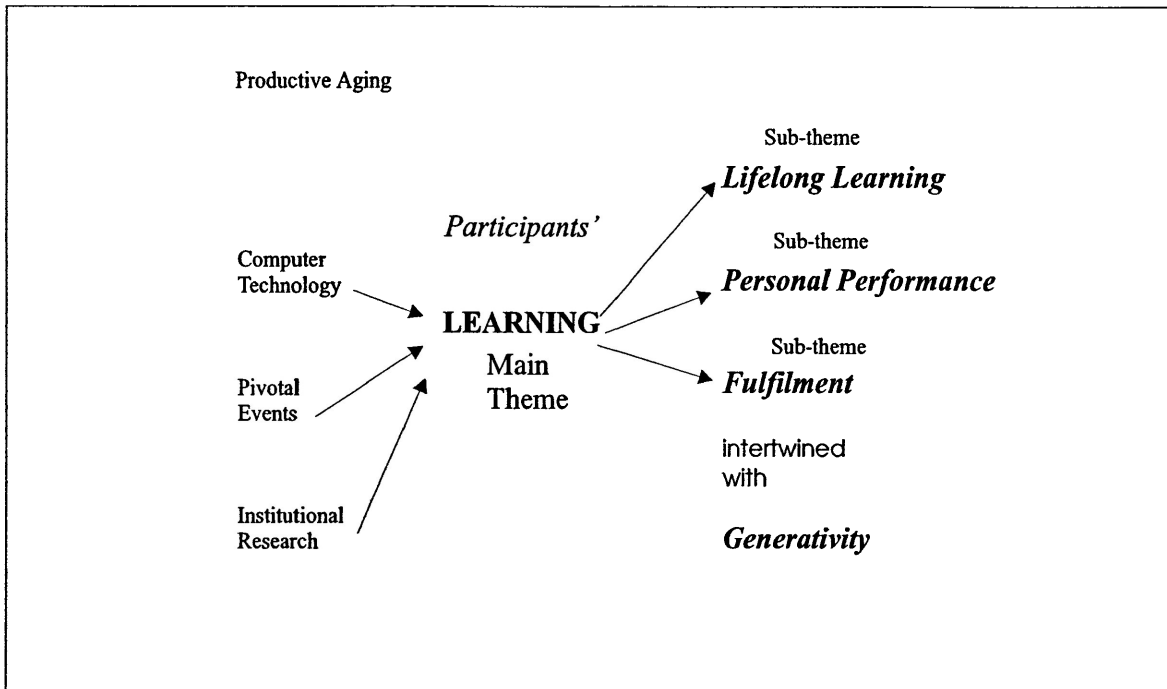 Productive Aging
Computer
Technology
Pivotal
Events
Institutional
Research
Participants’
LEARNING
Main
Theme
Sub-theme
Lifelong Learning
Sub-theme
Personal Performance
Sub-theme
Fulfilment
intertwined
with
Generativity